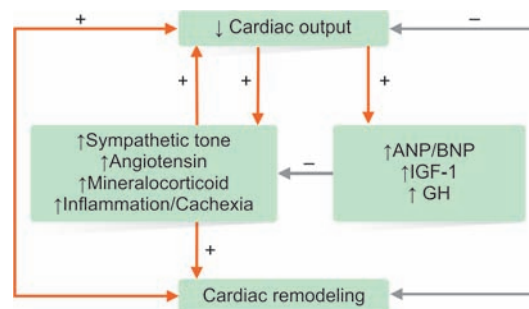 +
−
↓ Cardiac output
+
+
+
↑Sympathetic tone
↑Angiotensin
↑Mineralocorticoid
↑Inflammation/Cachexia
−
↑ANP/BNP
↑IGF-1
↑ GH
+
Cardiac remodeling